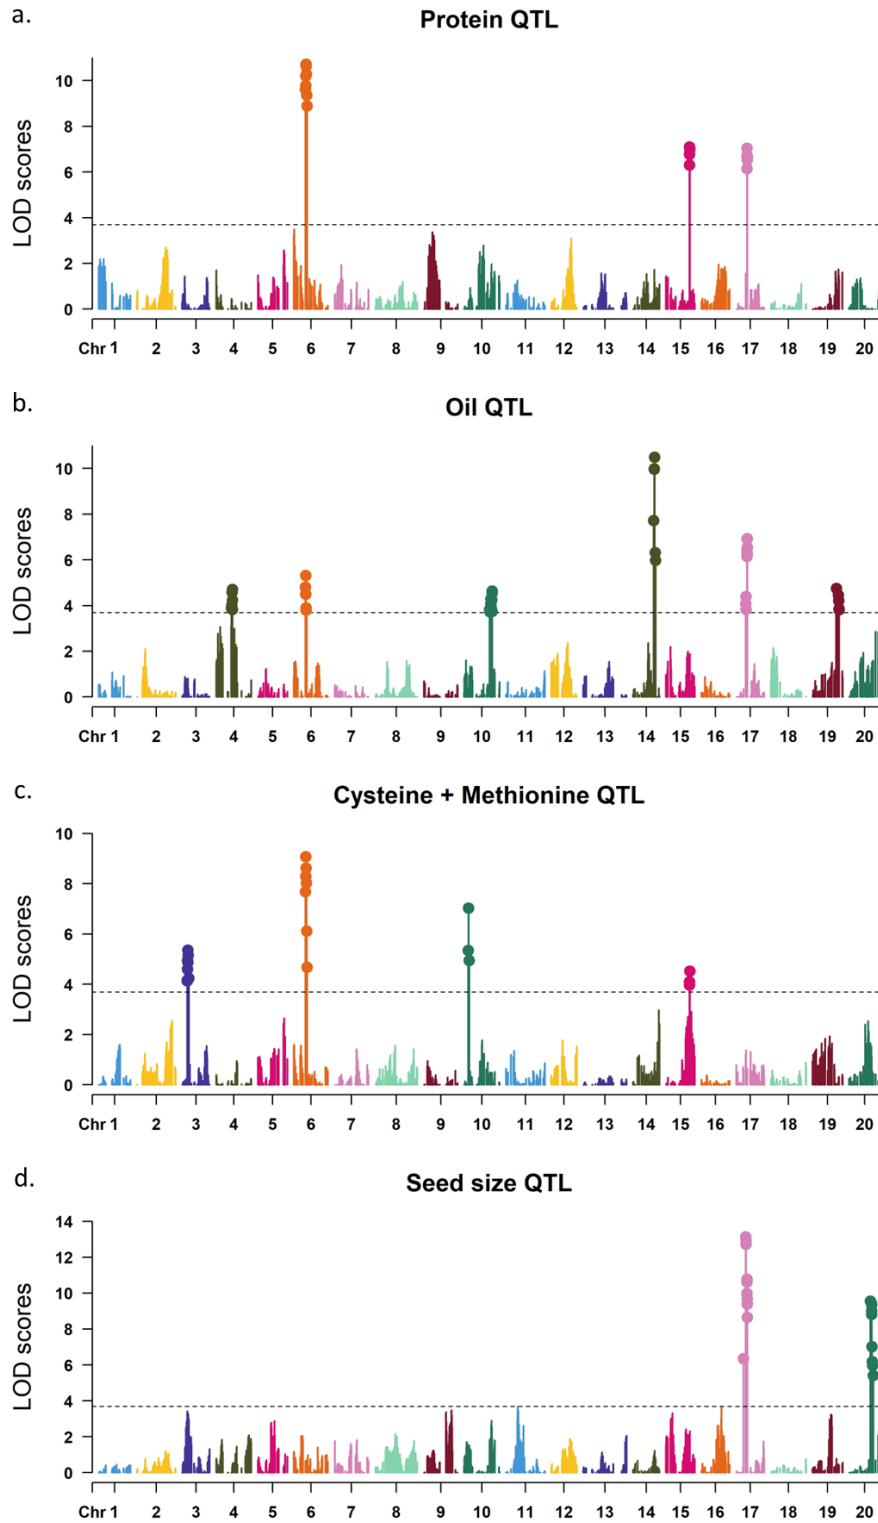 a.
Protein QTL
LOD scores
10
8
6
4
2
0
Chr 1 2 3 4 5 6 7 8 9 10 11 12 13 14 15 16 17 18 19 20
b.
Oil QTL
LOD scores
10
8
6
4
2
0
Chr 1 2 3 4 5 6 7 8 9 10 11 12 13 14 15 16 17 18 19 20
c.
Cysteine + Methionine QTL
LOD scores
10
8
6
4
2
0
Chr 1 2 3 4 5 6 7 8 9 10 11 12 13 14 15 16 17 18 19 20
d.
Seed size QTL
LOD scores
14
12
10
8
6
4
2
0
Chr 1 2 3 4 5 6 7 8 9 10 11 12 13 14 15 16 17 18 19 20